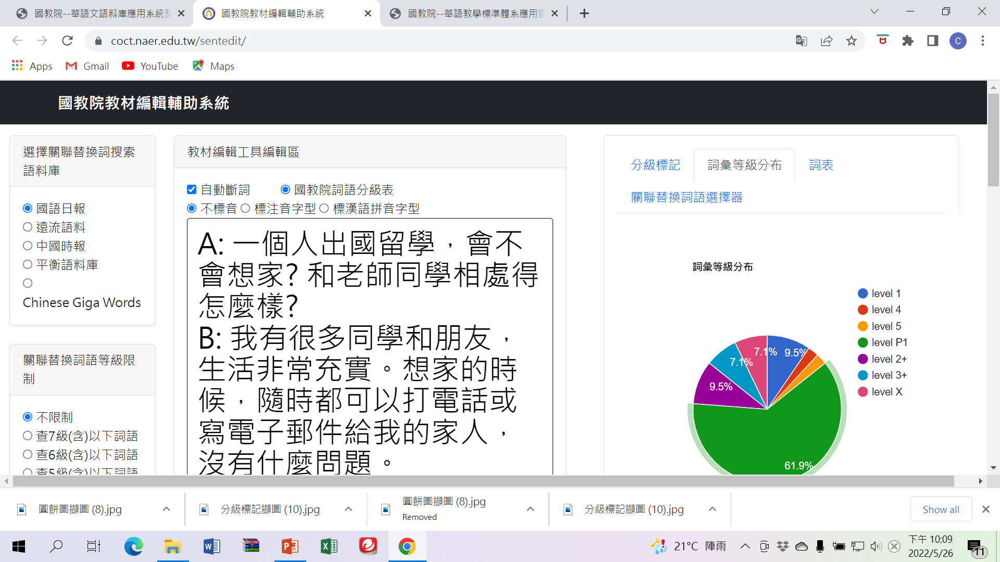 國教院--華語文語料庫應用系統整
國教院教材編輯輔助系統
國教院--華語教學標準體系應用查
coct.naer.edu.tw/sentedit/
C
Apps
Gmail
YouTube
Maps
國教院教材編輯輔助系統
選擇關聯替換詞搜索
語料庫
國語日報
遠流語料
中國時報
平衡語料庫
Chinese Giga Words
關聯替換詞語等級限
制
不限制
查7級(含)以下詞語
查6級(含)以下詞語
查5級(含)以下詞語
教材編輯工具編輯區
自動斷詞 國教院詞語分級表
不標音 標注音字型 標漢語拼音字型
A: 一個人出國留學，會不
會想家? 和老師同學相處得
怎麼樣?
B: 我有很多同學和朋友，
生活非常充實。想家的時
候，隨時都可以打電話或
寫電子郵件給我的家人，
沒有什麼問題。
分級標記 詞彙等級分布 詞表
關聯替換詞語選擇器
詞彙等級分布
level 1
level 4
level 5
level P1
level 2+
level 3+
level X
7.1%
9.5%
7.1%
9.5%
61.9%
圓餅圖擷圖 (8).jpg
分級標記擷圖 (10).jpg
圓餅圖擷圖 (8).jpg
Removed
分級標記擷圖 (10).jpg
Show all
21°C 陣雨
下午 10:09
2022/5/26
11